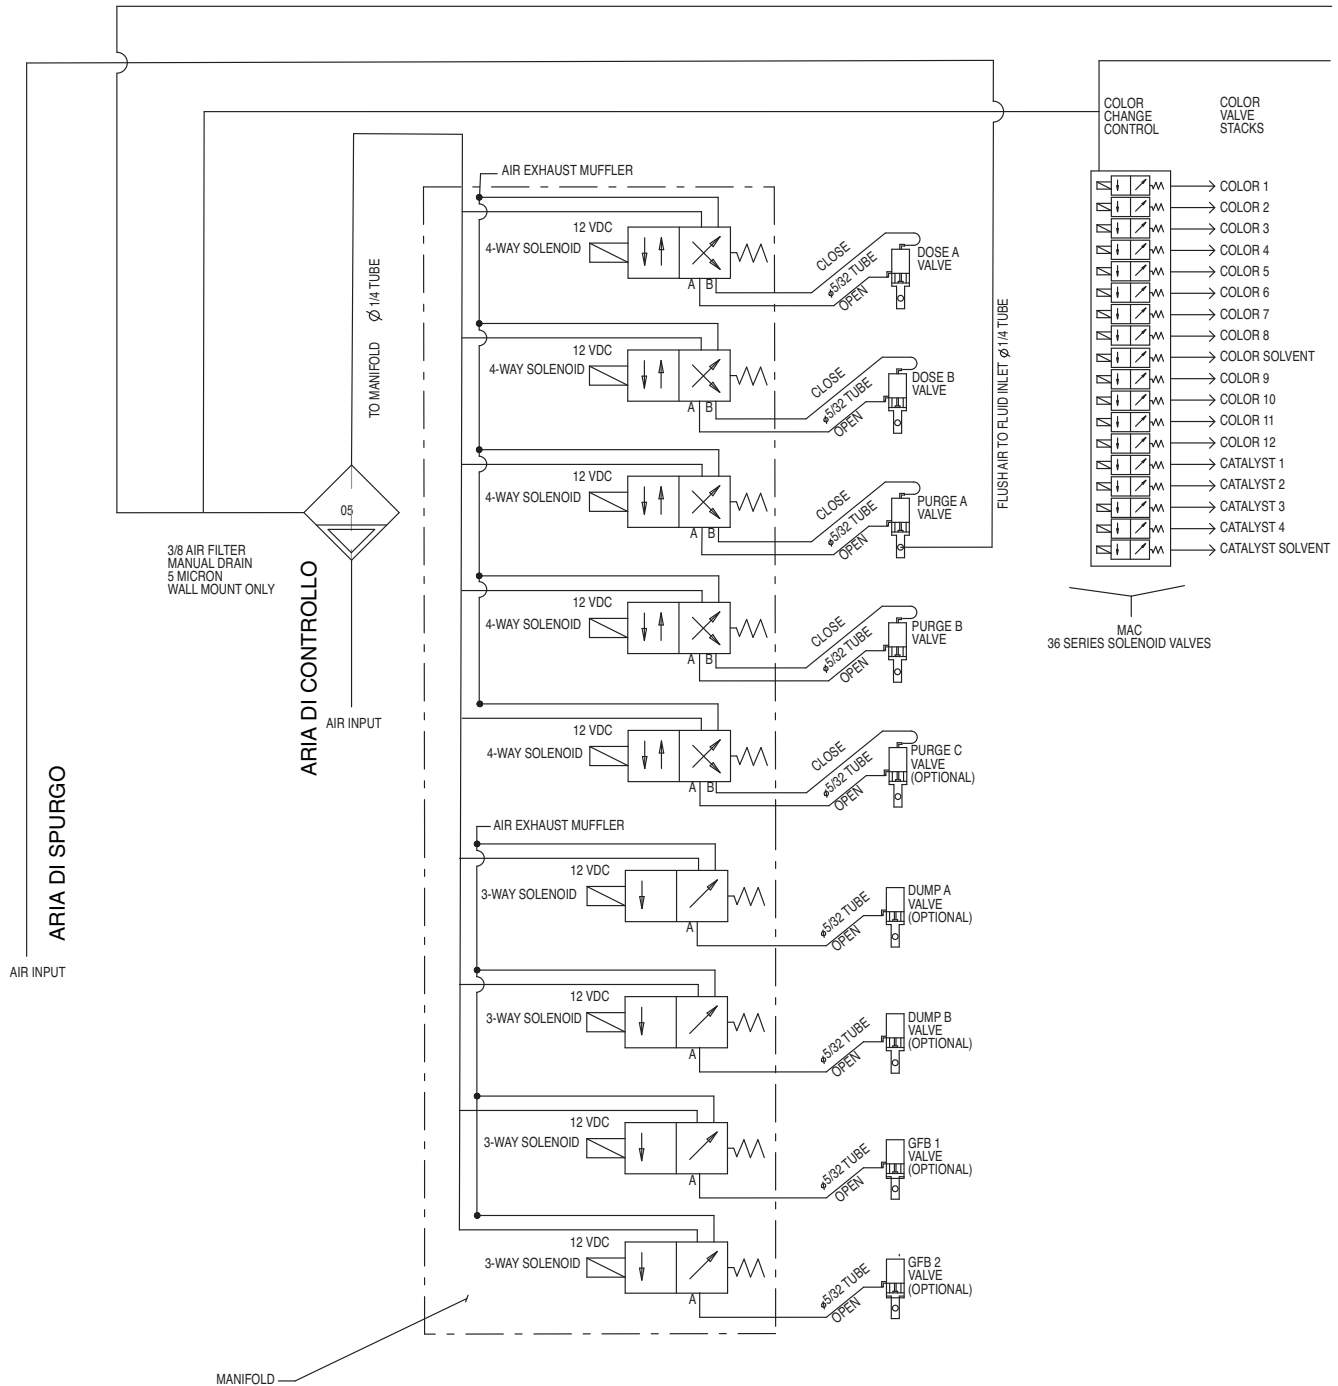 COLOR
CHANGE
CONTROL
COLOR
VALVE
STACKS
COLOR 1
COLOR 2
COLOR 3
COLOR 4
COLOR 5
COLOR 6
COLOR 7
COLOR 8
COLOR SOLVENT
COLOR 9
COLOR 10
COLOR 11
COLOR 12
CATALYST 1
CATALYST 2
CATALYST 3
CATALYST 4
CATALYST SOLVENT
MAC
36 SERIES SOLENOID VALVES
FLUSH AIR TO FLUID INLET ø 1/4 TUBE
AIR EXHAUST MUFFLER
12 VDC
4-WAY SOLENOID
A
B
CLOSE
ø5/32 TUBE
OPEN
DOSE A
VALVE
12 VDC
4-WAY SOLENOID
A
B
CLOSE
ø5/32 TUBE
OPEN
DOSE B
VALVE
12 VDC
4-WAY SOLENOID
A
B
CLOSE
ø5/32 TUBE
OPEN
PURGE A
VALVE
12 VDC
4-WAY SOLENOID
A
B
CLOSE
ø5/32 TUBE
OPEN
PURGE B
VALVE
12 VDC
4-WAY SOLENOID
A
B
CLOSE
ø5/32 TUBE
OPEN
PURGE C
VALVE
(OPTIONAL)
AIR EXHAUST MUFFLER
12 VDC
3-WAY SOLENOID
A
ø5/32 TUBE
OPEN
DUMP A
VALVE
(OPTIONAL)
12 VDC
3-WAY SOLENOID
A
ø5/32 TUBE
OPEN
DUMP B
VALVE
(OPTIONAL)
12 VDC
3-WAY SOLENOID
A
ø5/32 TUBE
OPEN
GFB 1
VALVE
(OPTIONAL)
12 VDC
3-WAY SOLENOID
A
ø5/32 TUBE
OPEN
GFB 2
VALVE
(OPTIONAL)
TO MANIFOLD Ø 1/4 TUBE
05
3/8 AIR FILTER
MANUAL DRAIN
5 MICRON
WALL MOUNT ONLY
ARIA DI CONTROLLO
AIR INPUT
ARIA DI SPURGO
AIR INPUT
MANIFOLD